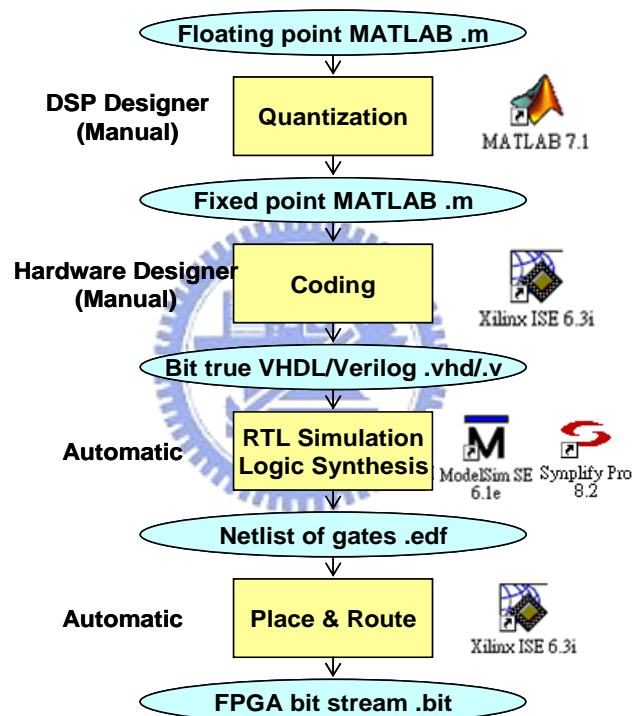 Floating point MATLAB .m
DSP Designer
(Manual)
Quantization
MATLAB 7.1
Fixed point MATLAB .m
Hardware Designer
(Manual)
Coding
Xilinx ISE 6.3i
Bit true VHDL/Verilog .vhd/.v
Automatic
RTL Simulation
Logic Synthesis
ModelSim SE
6.1e
Synplify Pro
8.2
Netlist of gates .edf
Automatic
Place & Route
Xilinx ISE 6.3i
FPGA bit stream .bit